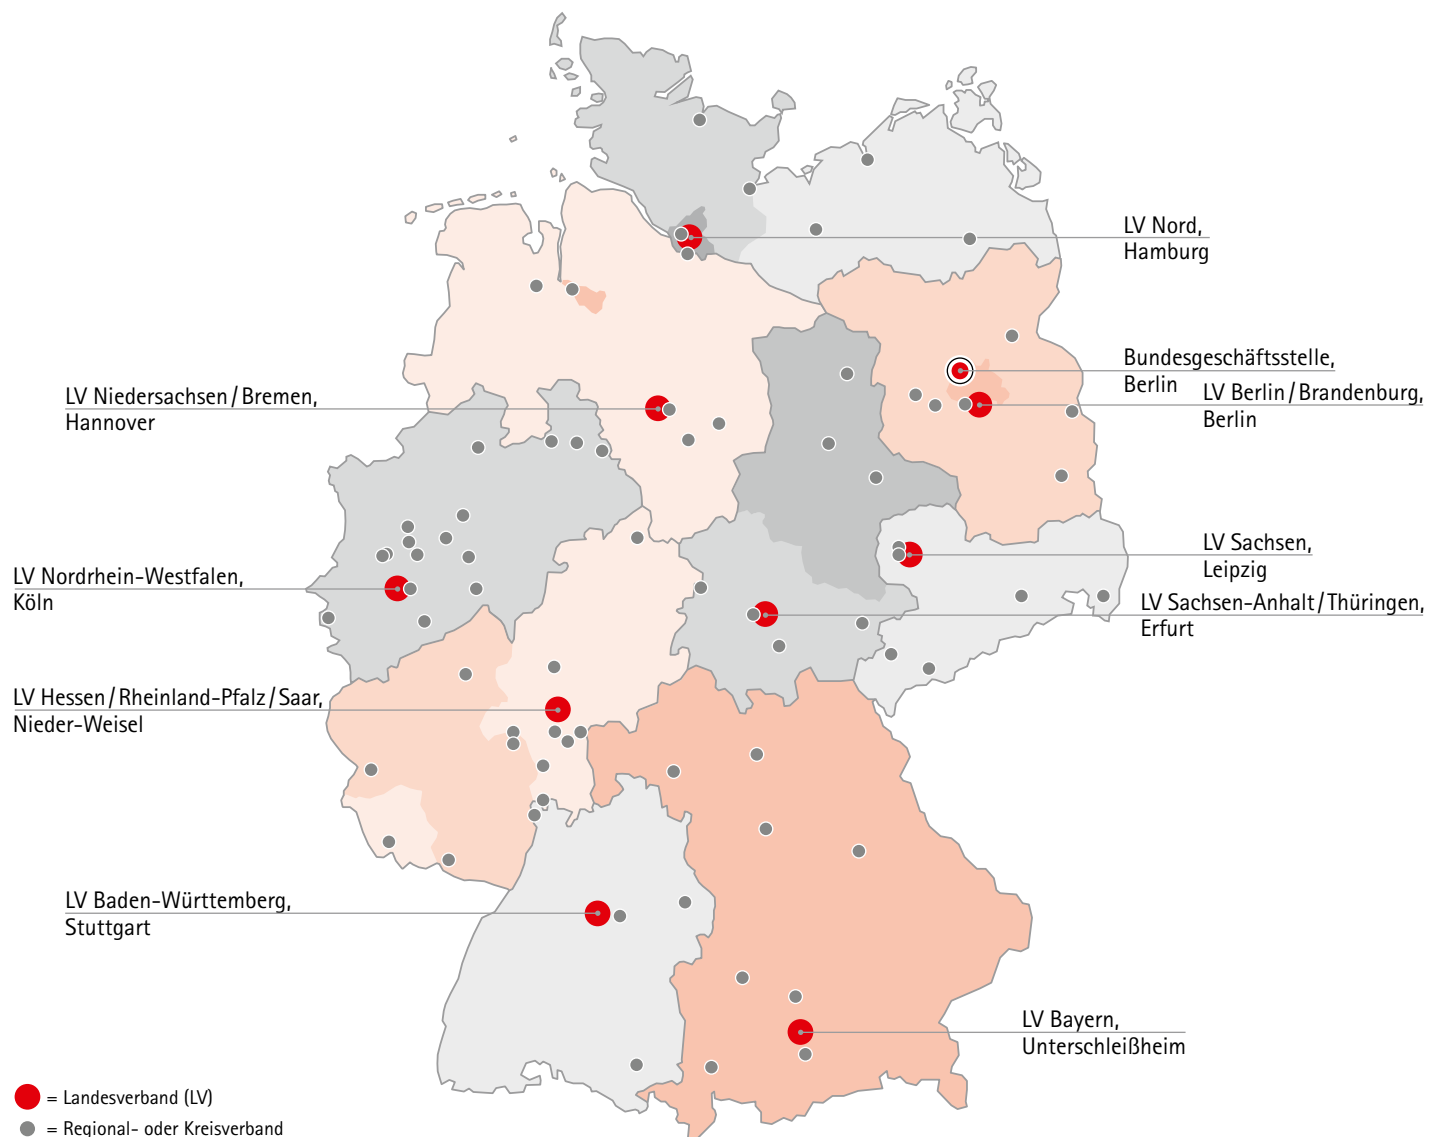 LV Nord,
Hamburg
Bundesgeschäftsstelle,
Berlin
LV Berlin/Brandenburg,
Berlin
LV Niedersachsen/Bremen,
Hannover
LV Sachsen,
Leipzig
LV Nordrhein-Westfalen,
Köln
LV Sachsen-Anhalt/Thüringen,
Erfurt
LV Hessen/Rheinland-Pfalz/Saar,
Nieder-Weisel
LV Baden-Württemberg,
Stuttgart
LV Bayern,
Unterschleißheim
= Landesverband (LV)
= Regional- oder Kreisverband